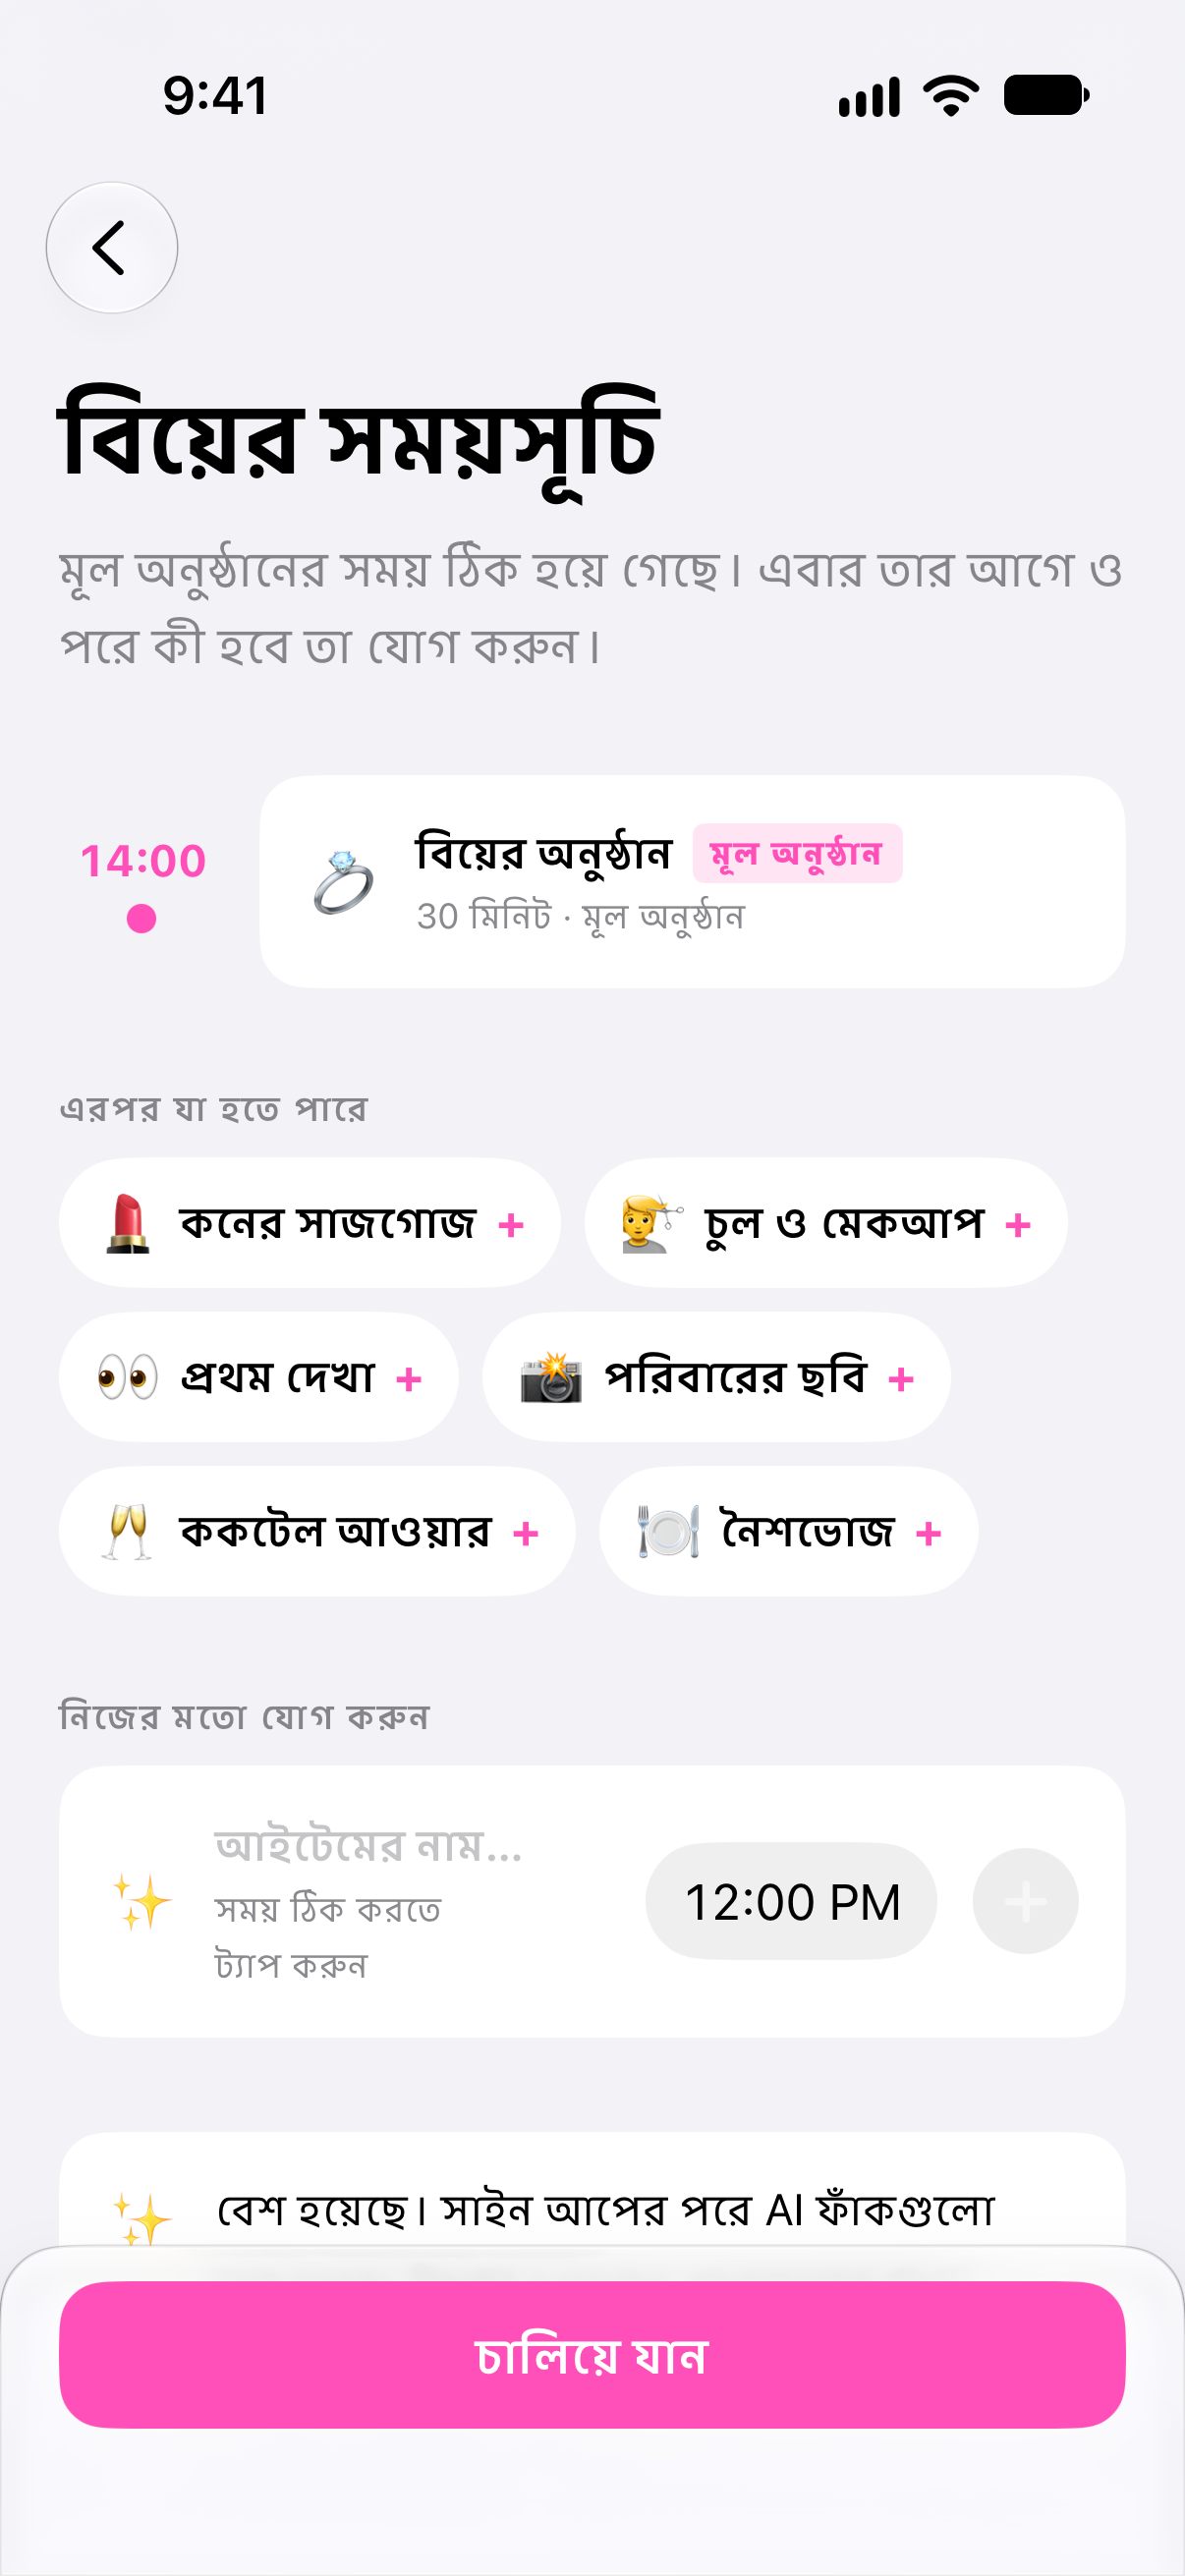 9:41
বিয়ের সময়সূচি
মূল অনুষ্ঠানের সময় ঠিক হয়ে গেছে। এবার তার আগে ও
পরে কী হবে তা যোগ করুন।
14:00
বিয়ের অনুষ্ঠান মূল অনুষ্ঠান
30 মিনিট · মূল অনুষ্ঠান
এরপর যা হতে পারে
কনের সাজগোজ +
চুল ও মেকআপ +
প্রথম দেখা +
পরিবারের ছবি +
ককটেল আওয়ার +
নৈশভোজ +
নিজের মতো যোগ করুন
আইটেমের নাম...
সময় ঠিক করতে
ট্যাপ করুন
12:00 PM
বেশ হয়েছে। সাইন আপের পরে AI ফাঁকগুলো
চালিয়ে যান